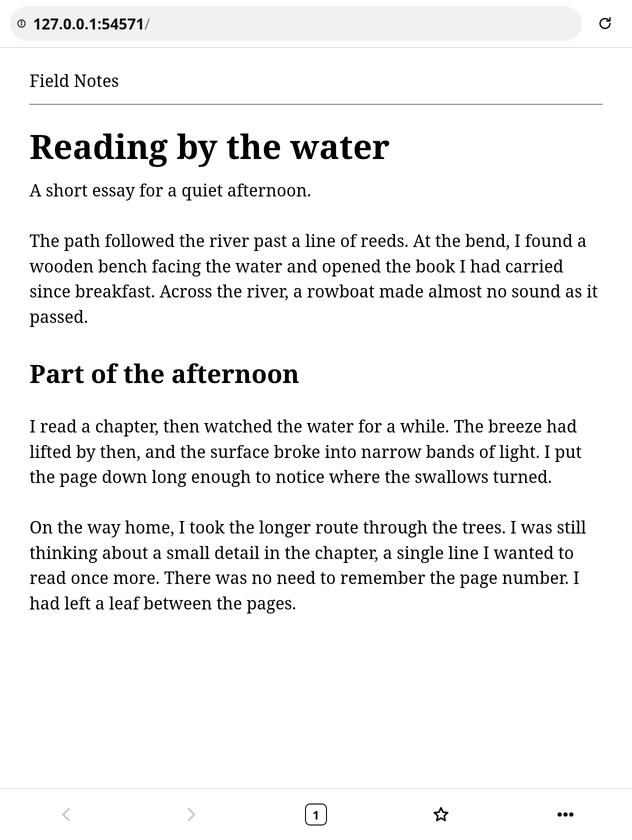 127.0.0.1:54571/
Field Notes
Reading by the water
A short essay for a quiet afternoon.
The path followed the river past a line of reeds. At the bend, I found a
wooden bench facing the water and opened the book I had carried
since breakfast. Across the river, a rowboat made almost no sound as it
passed.
Part of the afternoon
I read a chapter, then watched the water for a while. The breeze had
lifted by then, and the surface broke into narrow bands of light. I put
the page down long enough to notice where the swallows turned.
On the way home, I took the longer route through the trees. I was still
thinking about a small detail in the chapter, a single line I wanted to
read once more. There was no need to remember the page number. I
had left a leaf between the pages.
1